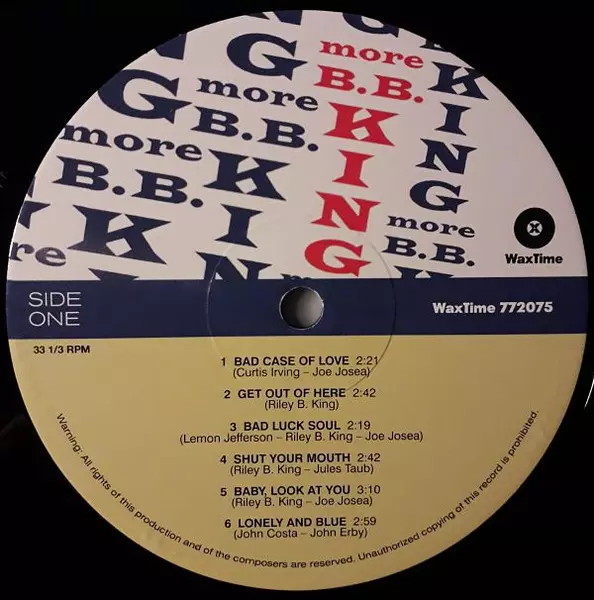 more
B.B.
KING
more
B.B.
KING
more
B.B.
KING
more
B.B.
KING
WaxTime
SIDE
ONE
WaxTime 772075
33 1/3 RPM
1 BAD CASE OF LOVE 2:21
(Curtis Irving – Joe Josea)
2 GET OUT OF HERE 2:42
(Riley B. King)
3 BAD LUCK SOUL 2:19
(Lemon Jefferson – Riley B. King – Joe Josea)
4 SHUT YOUR MOUTH 2:42
(Riley B. King – Jules Taub)
5 BABY, LOOK AT YOU 3:10
(Riley B. King – Joe Josea)
6 LONELY AND BLUE 2:59
(John Costa – John Erby)
Warning: All rights of this production and of the composers are reserved. Unauthorized copying of this record is prohibited.